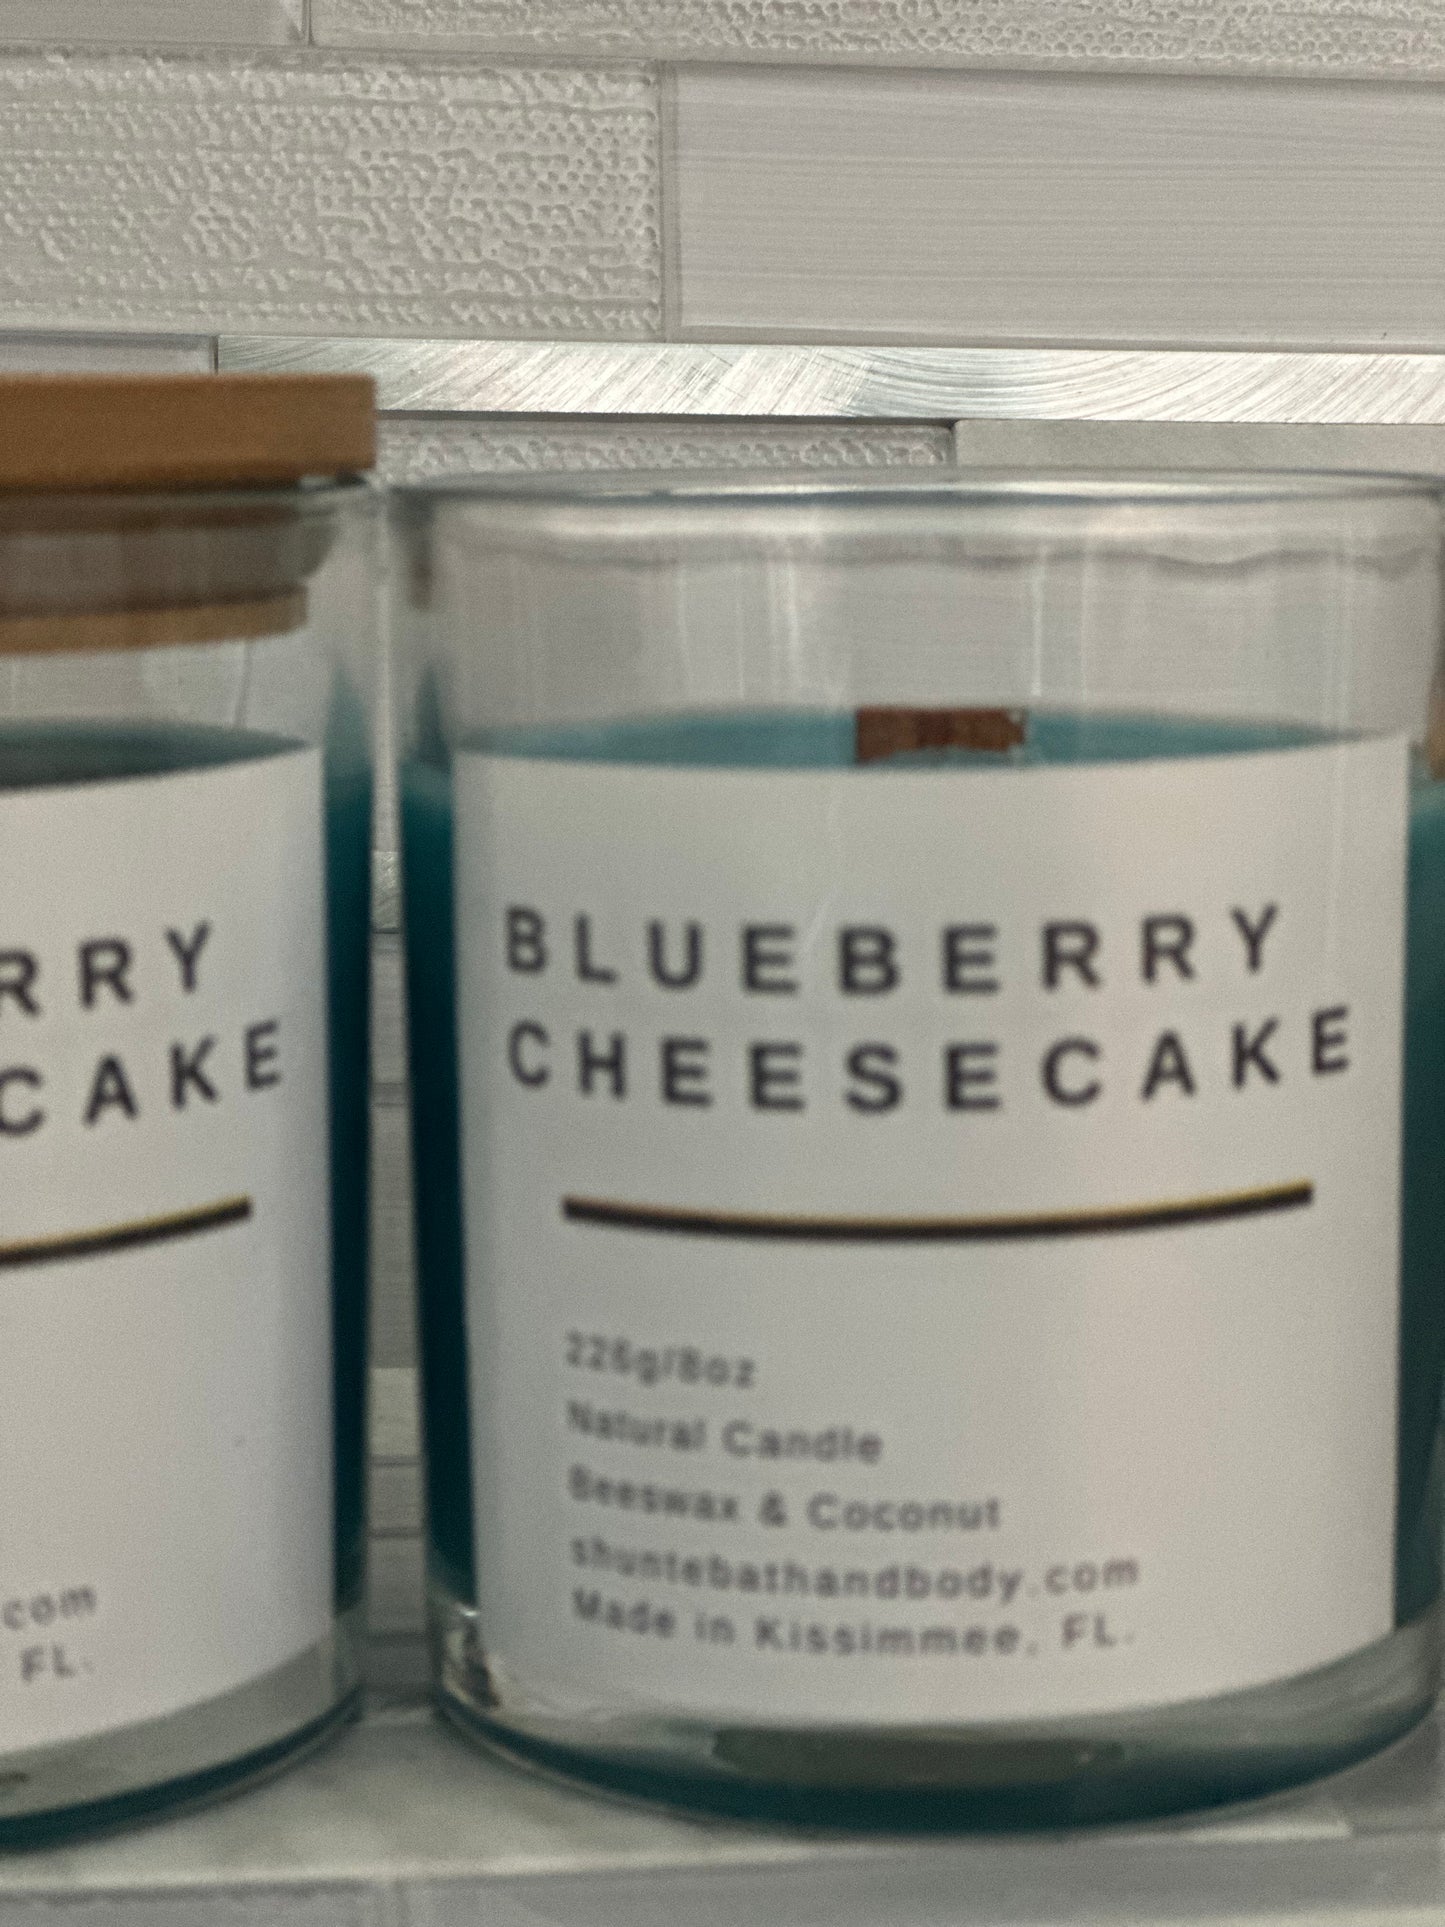 RRY
CAKE
.com
FL.
BLUEBERRY
CHEESECAKE
226g/8oz
Natural Candle
Beeswax & Coconut
shuntebathandbody.com
Made in Kissimmee, FL.